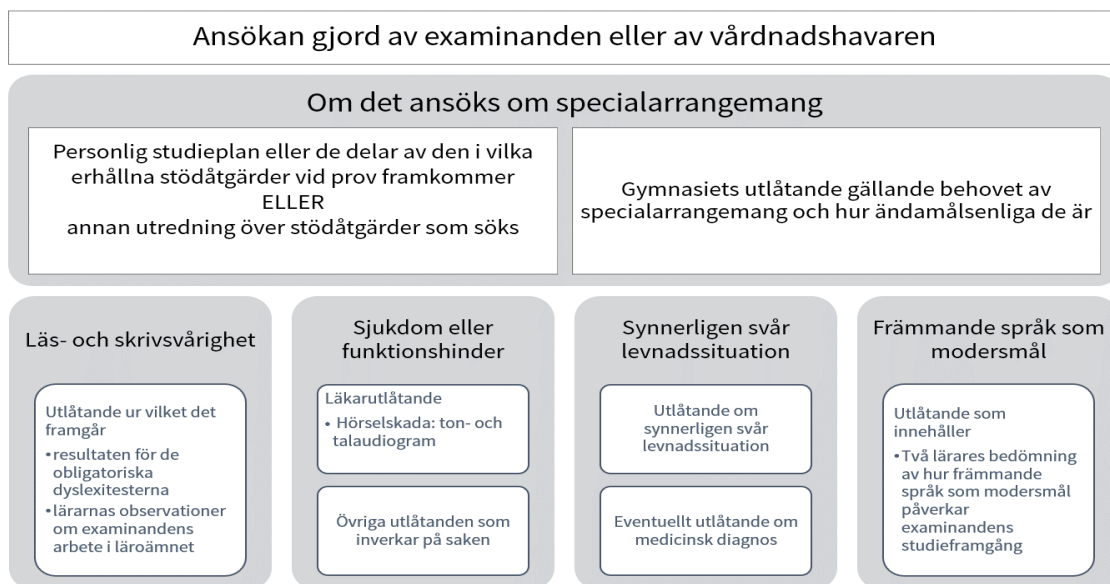 Ansökan gjord av examinanden eller av vårdnadshavaren
Om det ansöks om specialarrangemang
Personlig studieplan eller de delar av den i vilka
erhållna stödåtgärder vid prov framkommer
ELLER
annan utredning över stödåtgärder som söks
Gymnasiets utlåtande gällande behovet av
specialarrangemang och hur ändamålsenliga de är
Läs- och skrivsvårighet
Utlåtande ur vilket det
framgår
•resultaten för de
obligatoriska
dyslexitesterna
•lärarnas observationer
om examinandens
arbete i läroämnet
Sjukdom eller
funktionshinder
Läkarutlåtande
• Hörselskada: ton- och
talaudiogram
Övriga utlåtanden som
inverkar på saken
Synnerligen svår
levnadssituation
Utlåtande om
synnerligen svår
levnadssituation
Eventuellt utlåtande om
medicinsk diagnos
Främmande språk som
modersmål
Utlåtande som
innehåller
•Två lärares bedömning
av hur främmande
språk som modersmål
påverkar
examinandens
studieframgång